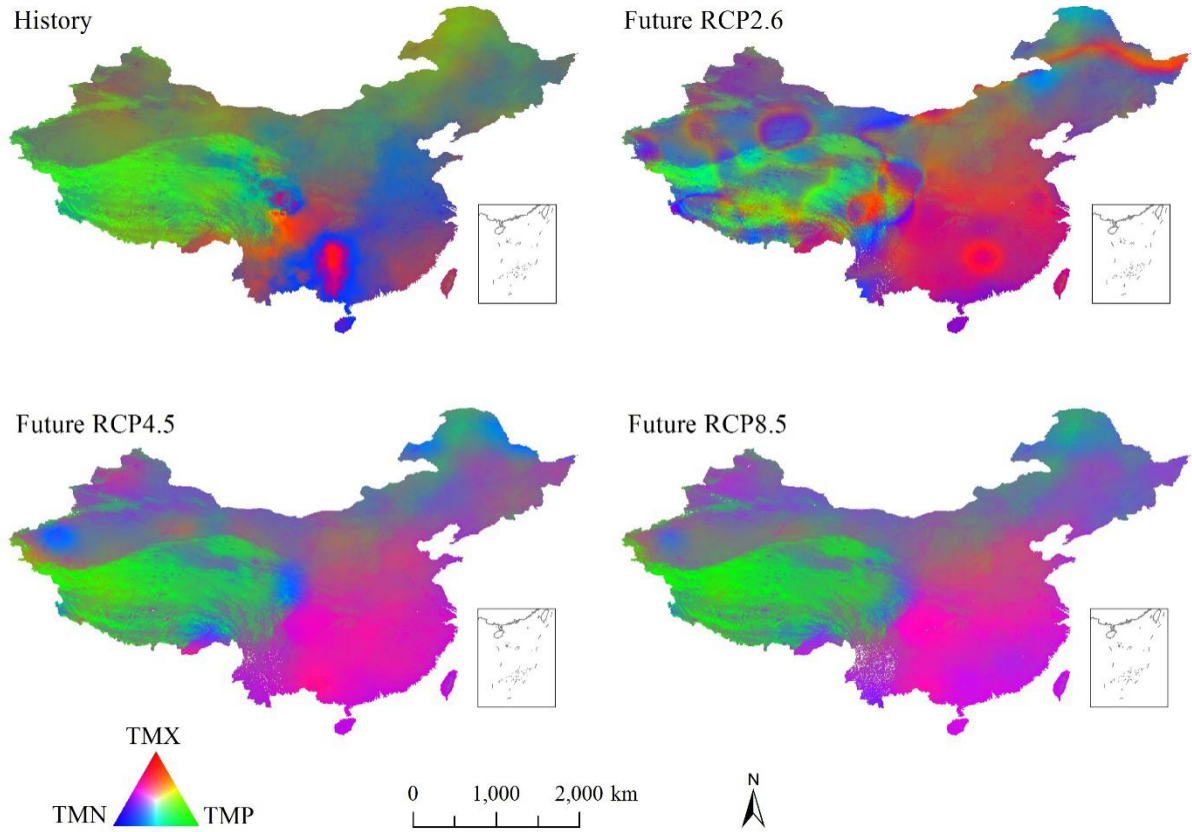 History
Future RCP2.6
Future RCP4.5
Future RCP8.5
TMX
TMN
TMP
0 1,000 2,000 km
N